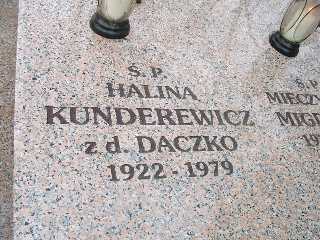 Ś.P.
HALINA
KUNDEREWICZ
z d. DACZKO
1922 - 1979
Ś.P.